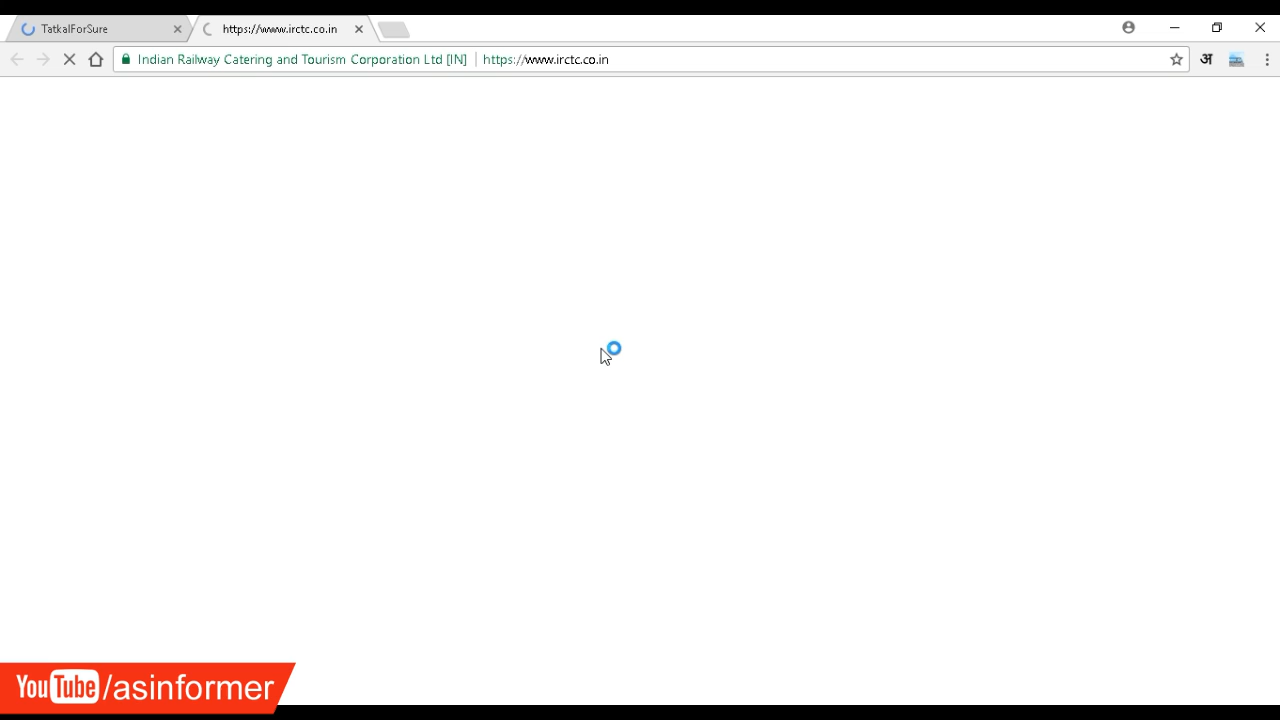 TatkalForSure
https://www.irctc.co.in
Indian Railway Catering and Tourism Corporation Ltd [IN] https://www.irctc.co.in
अ
YouTube/asinformer